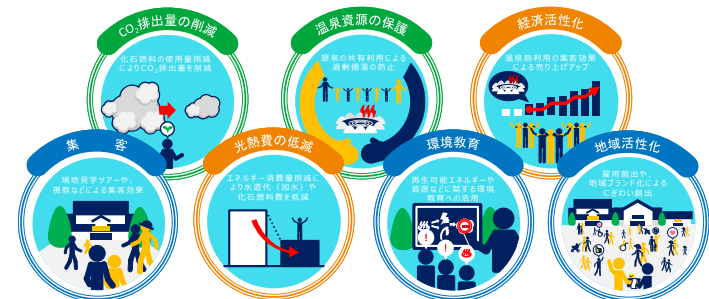 CO₂排出量の削減
化石燃料の使用量削減
によりCO₂排出量を削減
温泉資源の保護
源泉の共有利用による
過剰揚湯の防止
経済活性化
温泉熱利用の集客効果
による売り上げアップ
集 客
現地見学ツアーや、
視察などによる集客効果
光熱費の低減
エネルギー消費量削減に
より水道代（加水）や
化石燃料費を低減
環境教育
再生可能エネルギーや
資源などに関する環境
教育への活用
地域活性化
雇用創出や、
地域ブランド化による
にぎわい創出